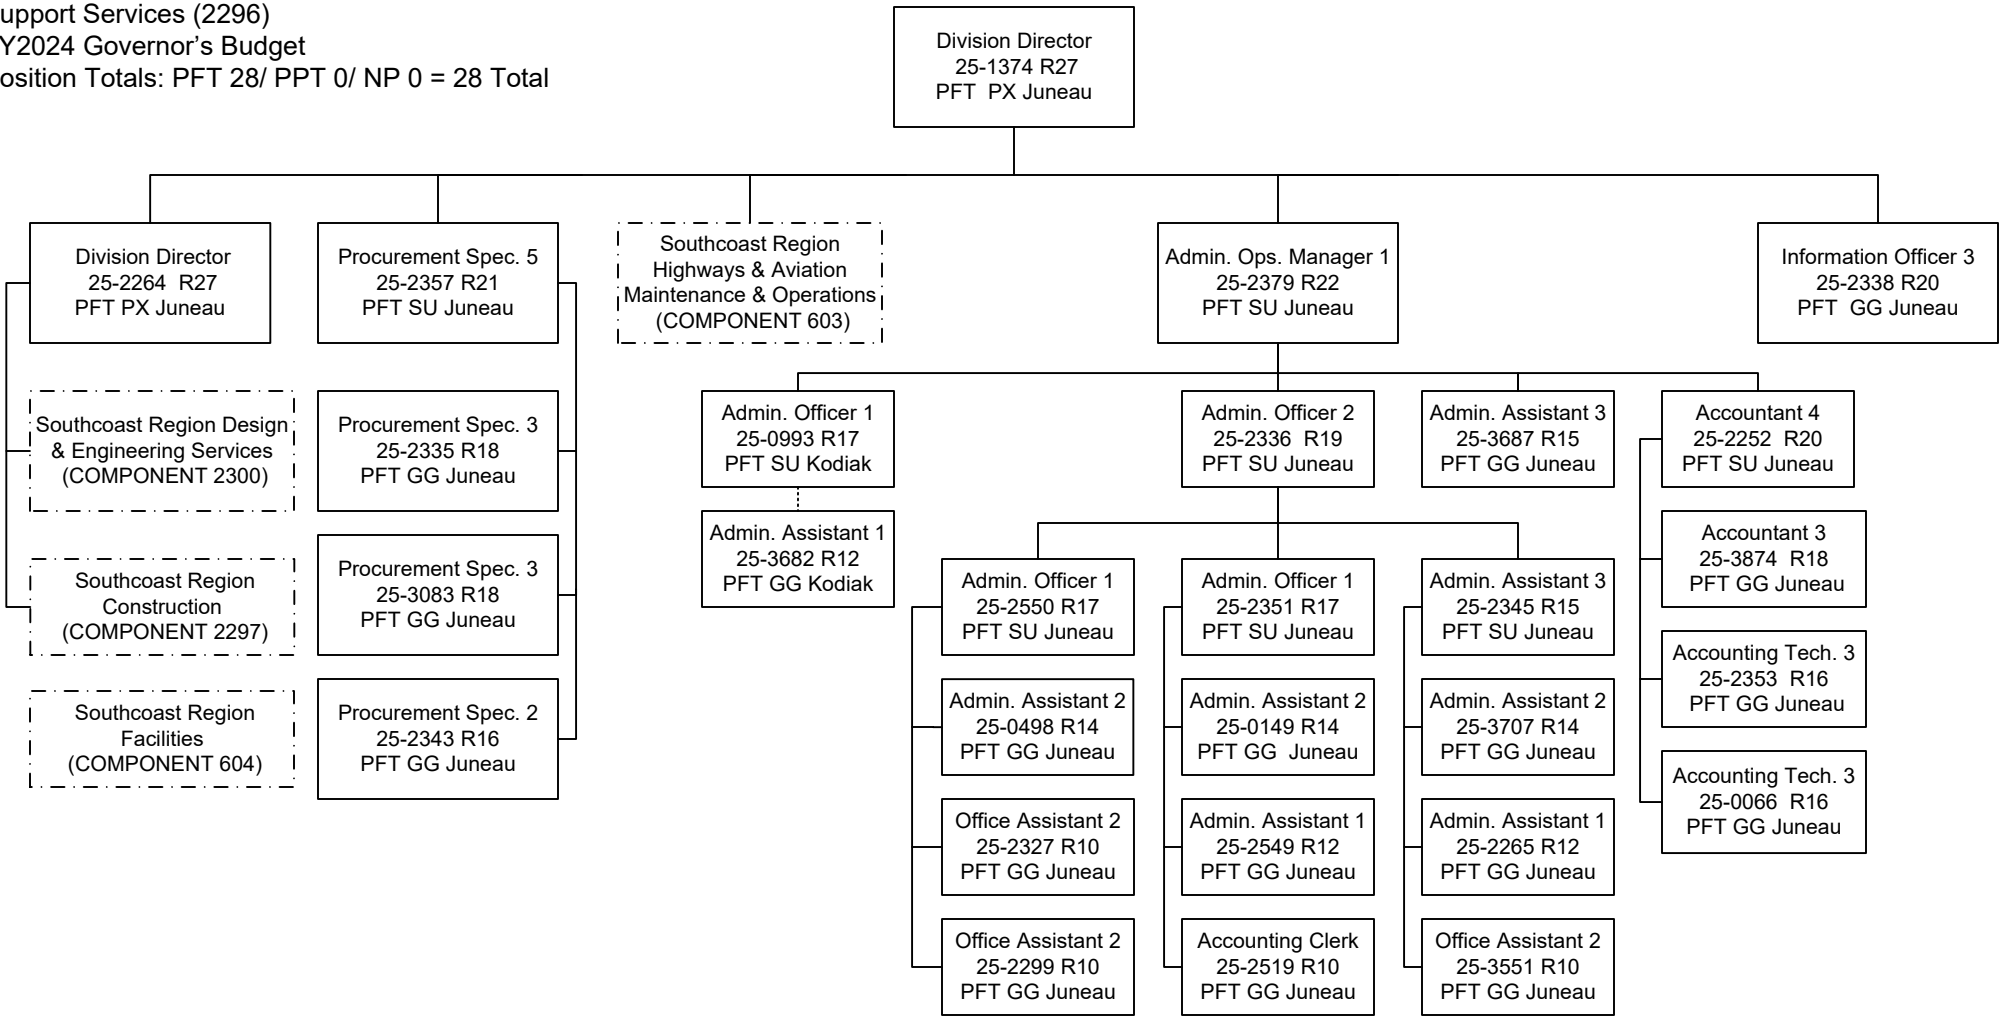 upport Services (2296)
Y2024 Governor's Budget
osition Totals: PFT 28/ PPT 0/ NP 0 = 28 Total
Division Director
25-1374 R27
PFT PX Juneau
Division Director
25-2264 R27
PFT PX Juneau
Procurement Spec. 5
25-2357 R21
PFT SU Juneau
Southcoast Region
Highways & Aviation
Maintenance & Operations
(COMPONENT 603)
Admin. Ops. Manager 1
25-2379 R22
PFT SU Juneau
Information Officer 3
25-2338 R20
PFT GG Juneau
Southcoast Region Design
& Engineering Services
(COMPONENT 2300)
Southcoast Region
Construction
(COMPONENT 2297)
Southcoast Region
Facilities
(COMPONENT 604)
Procurement Spec. 3
25-2335 R18
PFT GG Juneau
Procurement Spec. 3
25-3083 R18
PFT GG Juneau
Procurement Spec. 2
25-2343 R16
PFT GG Juneau
Admin. Officer 1
25-0993 R17
PFT SU Kodiak
Admin. Assistant 1
25-3682 R12
PFT GG Kodiak
Admin. Officer 2
25-2336 R19
PFT SU Juneau
Admin. Assistant 3
25-3687 R15
PFT GG Juneau
Accountant 4
25-2252 R20
PFT SU Juneau
Admin. Officer 1
25-2550 R17
PFT SU Juneau
Admin. Assistant 2
25-0498 R14
PFT GG Juneau
Office Assistant 2
25-2327 R10
PFT GG Juneau
Office Assistant 2
25-2299 R10
PFT GG Juneau
Admin. Officer 1
25-2351 R17
PFT SU Juneau
Admin. Assistant 2
25-0149 R14
PFT GG Juneau
Admin. Assistant 1
25-2549 R12
PFT GG Juneau
Accounting Clerk
25-2519 R10
PFT GG Juneau
Admin. Assistant 3
25-2345 R15
PFT SU Juneau
Admin. Assistant 2
25-3707 R14
PFT GG Juneau
Admin. Assistant 1
25-2265 R12
PFT GG Juneau
Office Assistant 2
25-3551 R10
PFT GG Juneau
Accountant 3
25-3874 R18
PFT GG Juneau
Accounting Tech. 3
25-2353 R16
PFT GG Juneau
Accounting Tech. 3
25-0066 R16
PFT GG Juneau